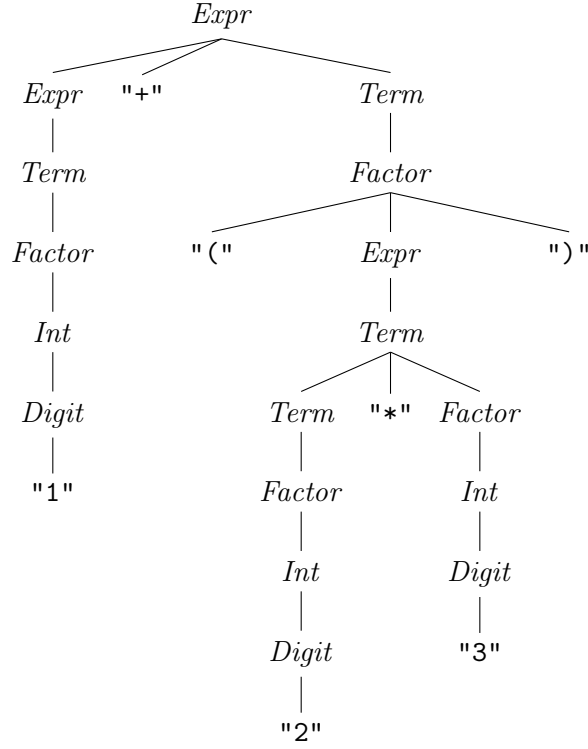 Expr
Expr "+" Term
Term Factor
Factor "(" Expr ")"
Int Term
Digit Term "*" Factor
"1" Factor Int
Int Digit
Digit "3"
"2"